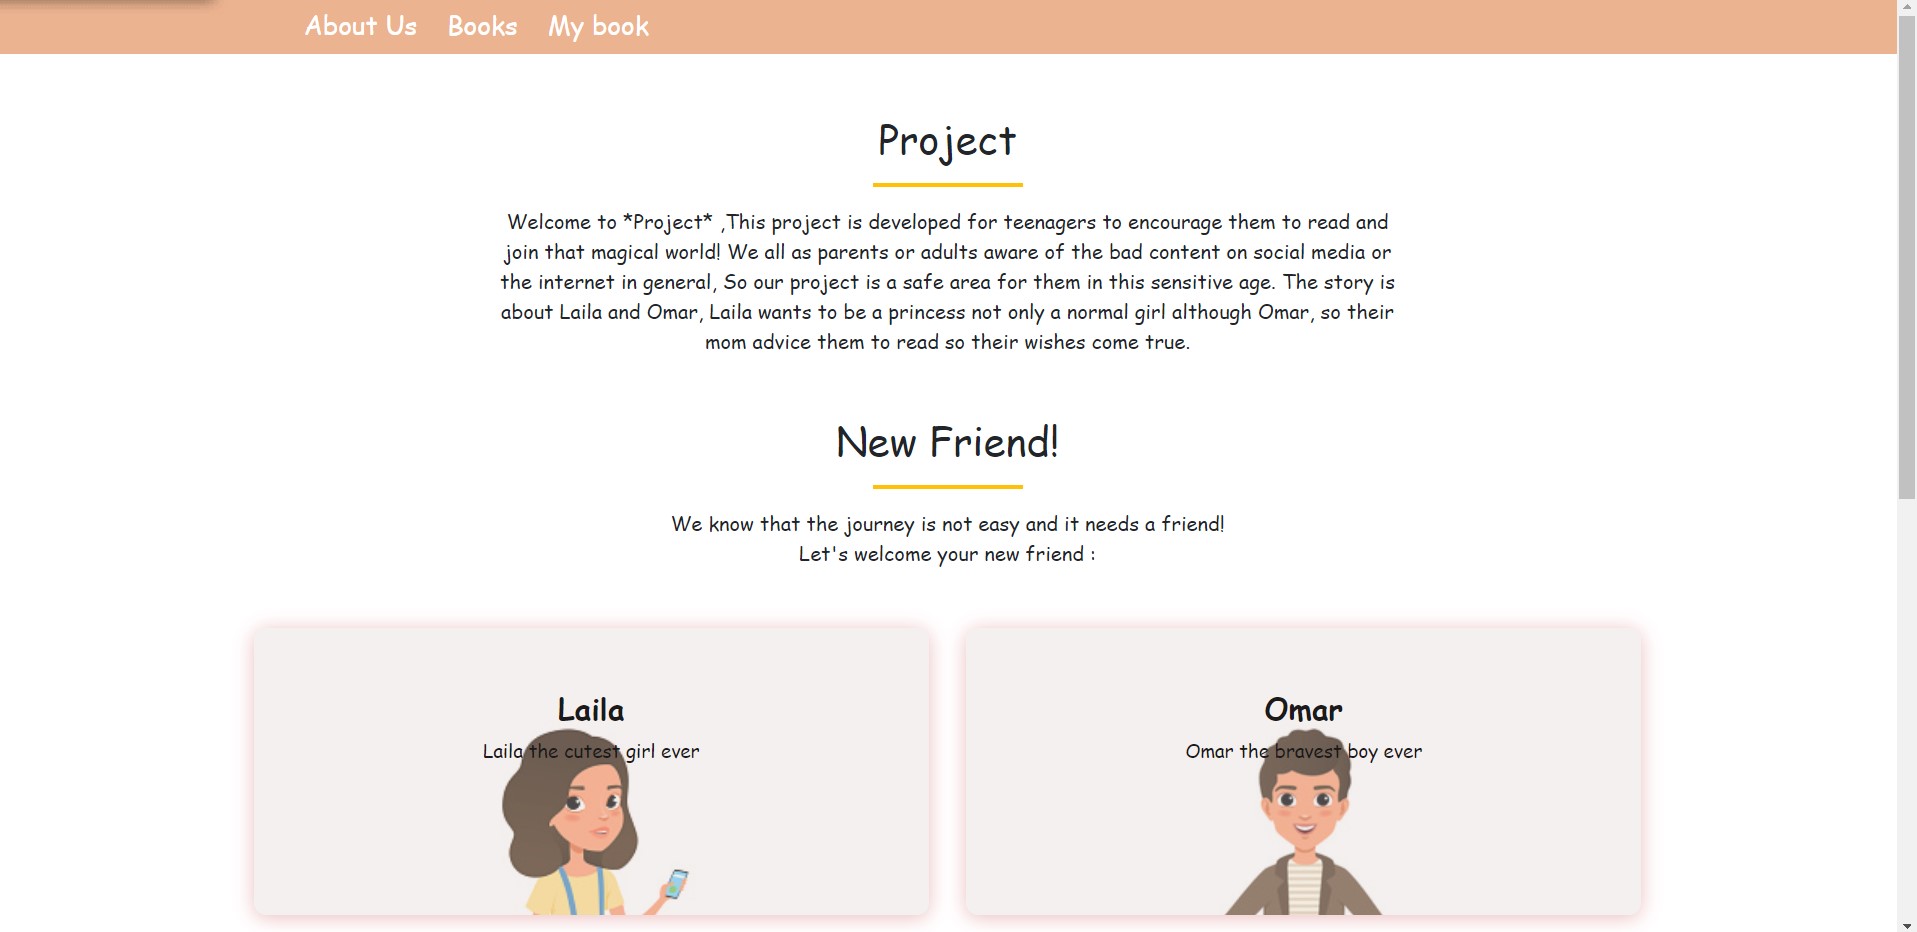 About Us Books My book
Project
Welcome to *Project* ,This project is developed for teenagers to encourage them to read and
join that magical world! We all as parents or adults aware of the bad content on social media or
the internet in general, So our project is a safe area for them in this sensitive age. The story is
about Laila and Omar, Laila wants to be a princess not only a normal girl although Omar, so their
mom advice them to read so their wishes come true.
New Friend!
We know that the journey is not easy and it needs a friend!
Let's welcome your new friend :
Laila
Laila the cutest girl ever
Omar
Omar the bravest boy ever